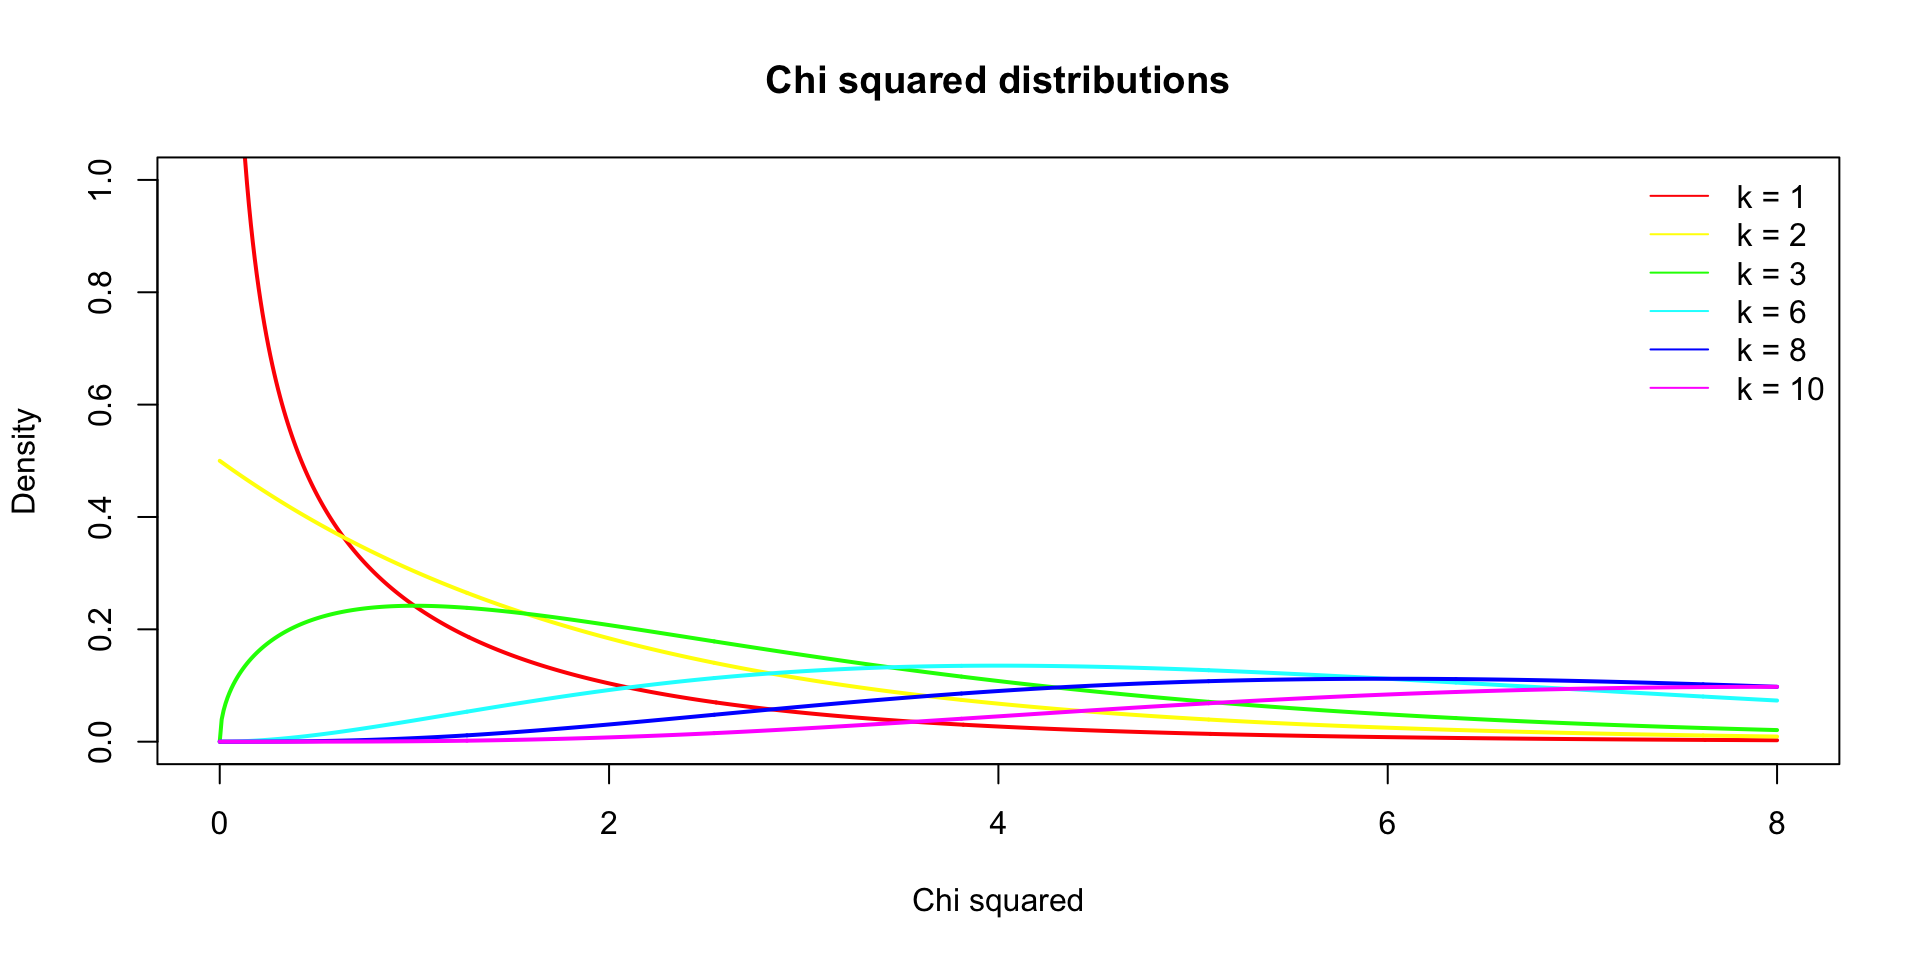 Chi squared distributions
Density
1.0
0.8
0.6
0.4
0.2
0.0
k = 1
k = 2
k = 3
k = 6
k = 8
k = 10
0 2 4 6 8
Chi squared